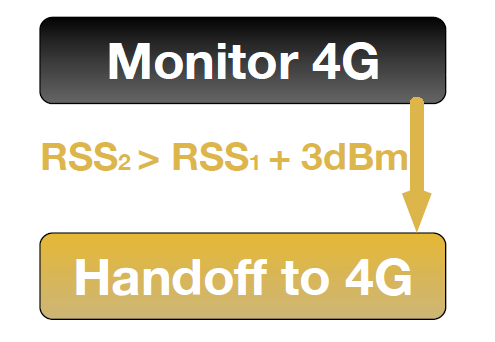 Monitor 4G
RSS₂ > RSS₁ + 3dBm
Handoff to 4G